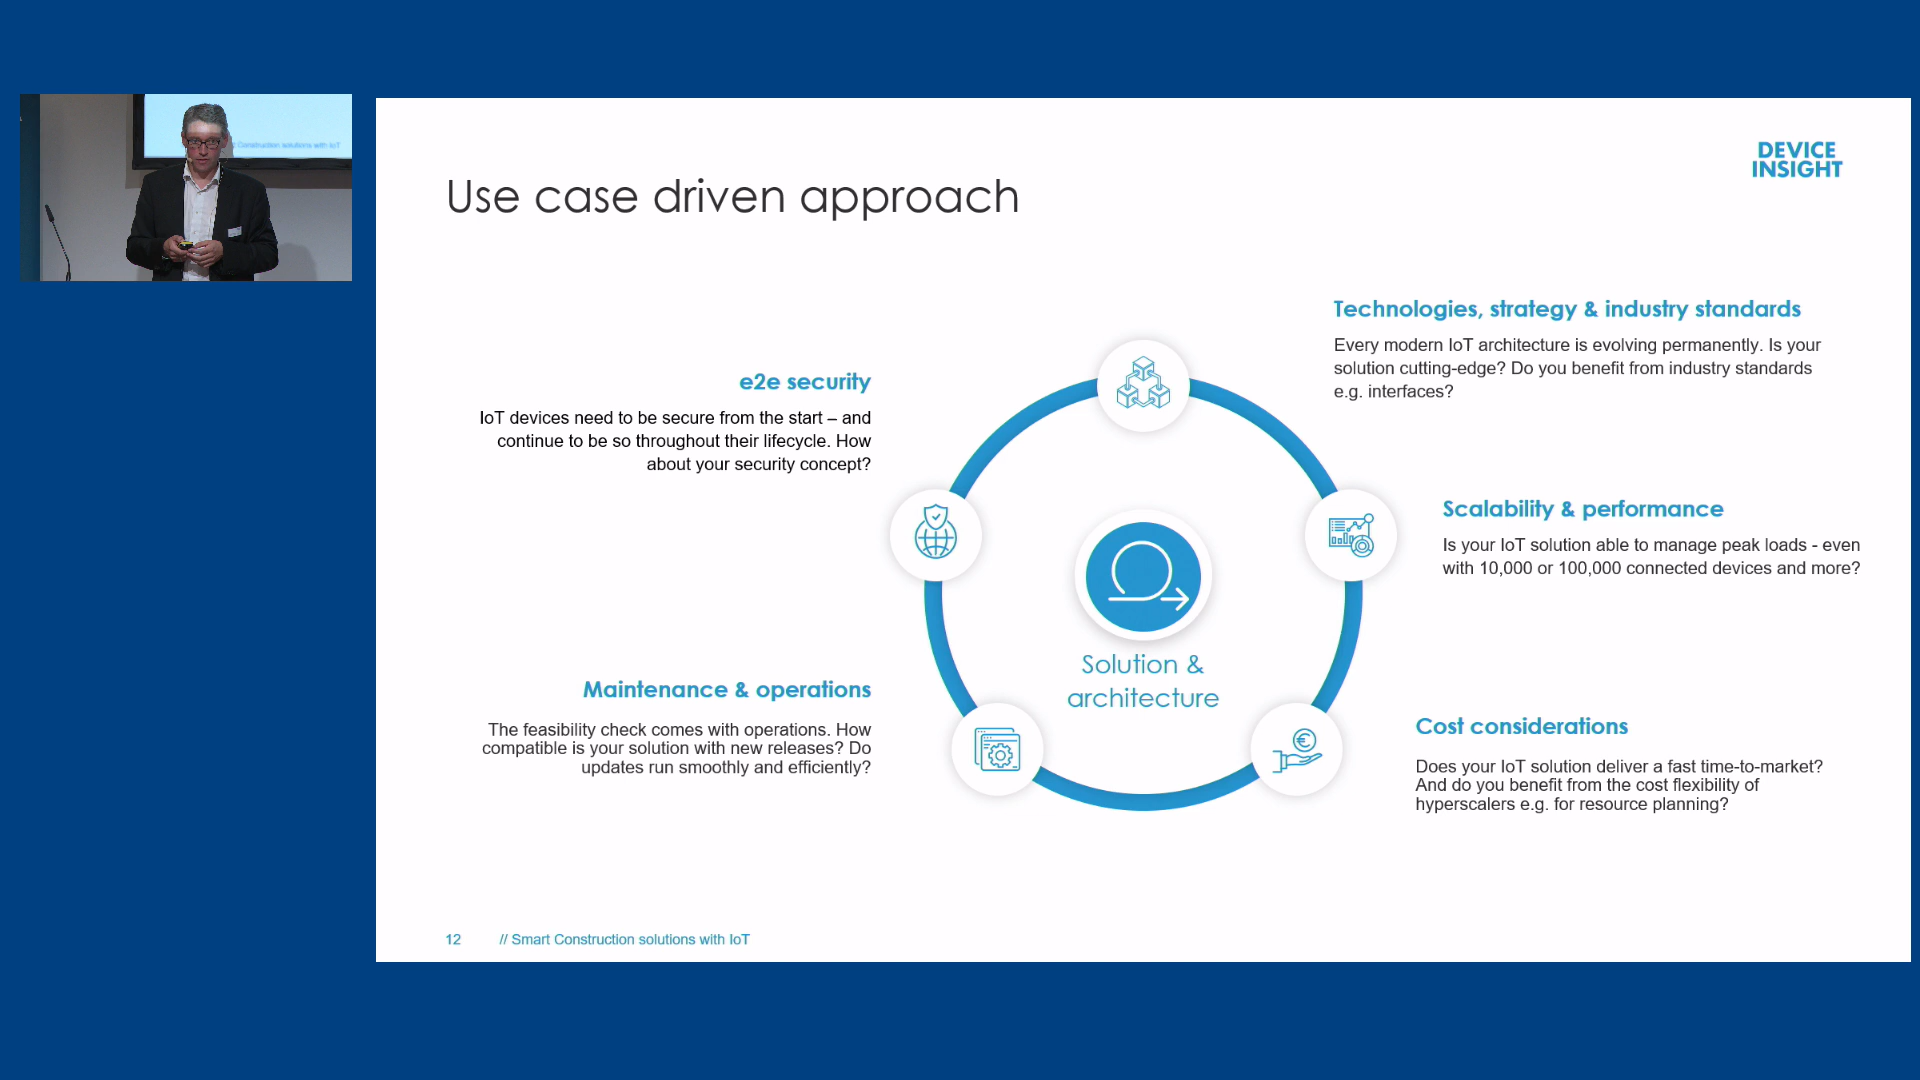 Construction solutions with IoT
DEVICE
INSIGHT
Use case driven approach
Technologies, strategy & industry standards
Every modern IoT architecture is evolving permanently. Is your
solution cutting-edge? Do you benefit from industry standards
e.g. interfaces?
e2e security
IoT devices need to be secure from the start – and
continue to be so throughout their lifecycle. How
about your security concept?
Scalability & performance
Is your IoT solution able to manage peak loads - even
with 10,000 or 100,000 connected devices and more?
Solution &
architecture
Maintenance & operations
The feasibility check comes with operations. How
compatible is your solution with new releases? Do
updates run smoothly and efficiently?
Cost considerations
Does your IoT solution deliver a fast time-to-market?
And do you benefit from the cost flexibility of
hyperscalers e.g. for resource planning?
12 // Smart Construction solutions with IoT